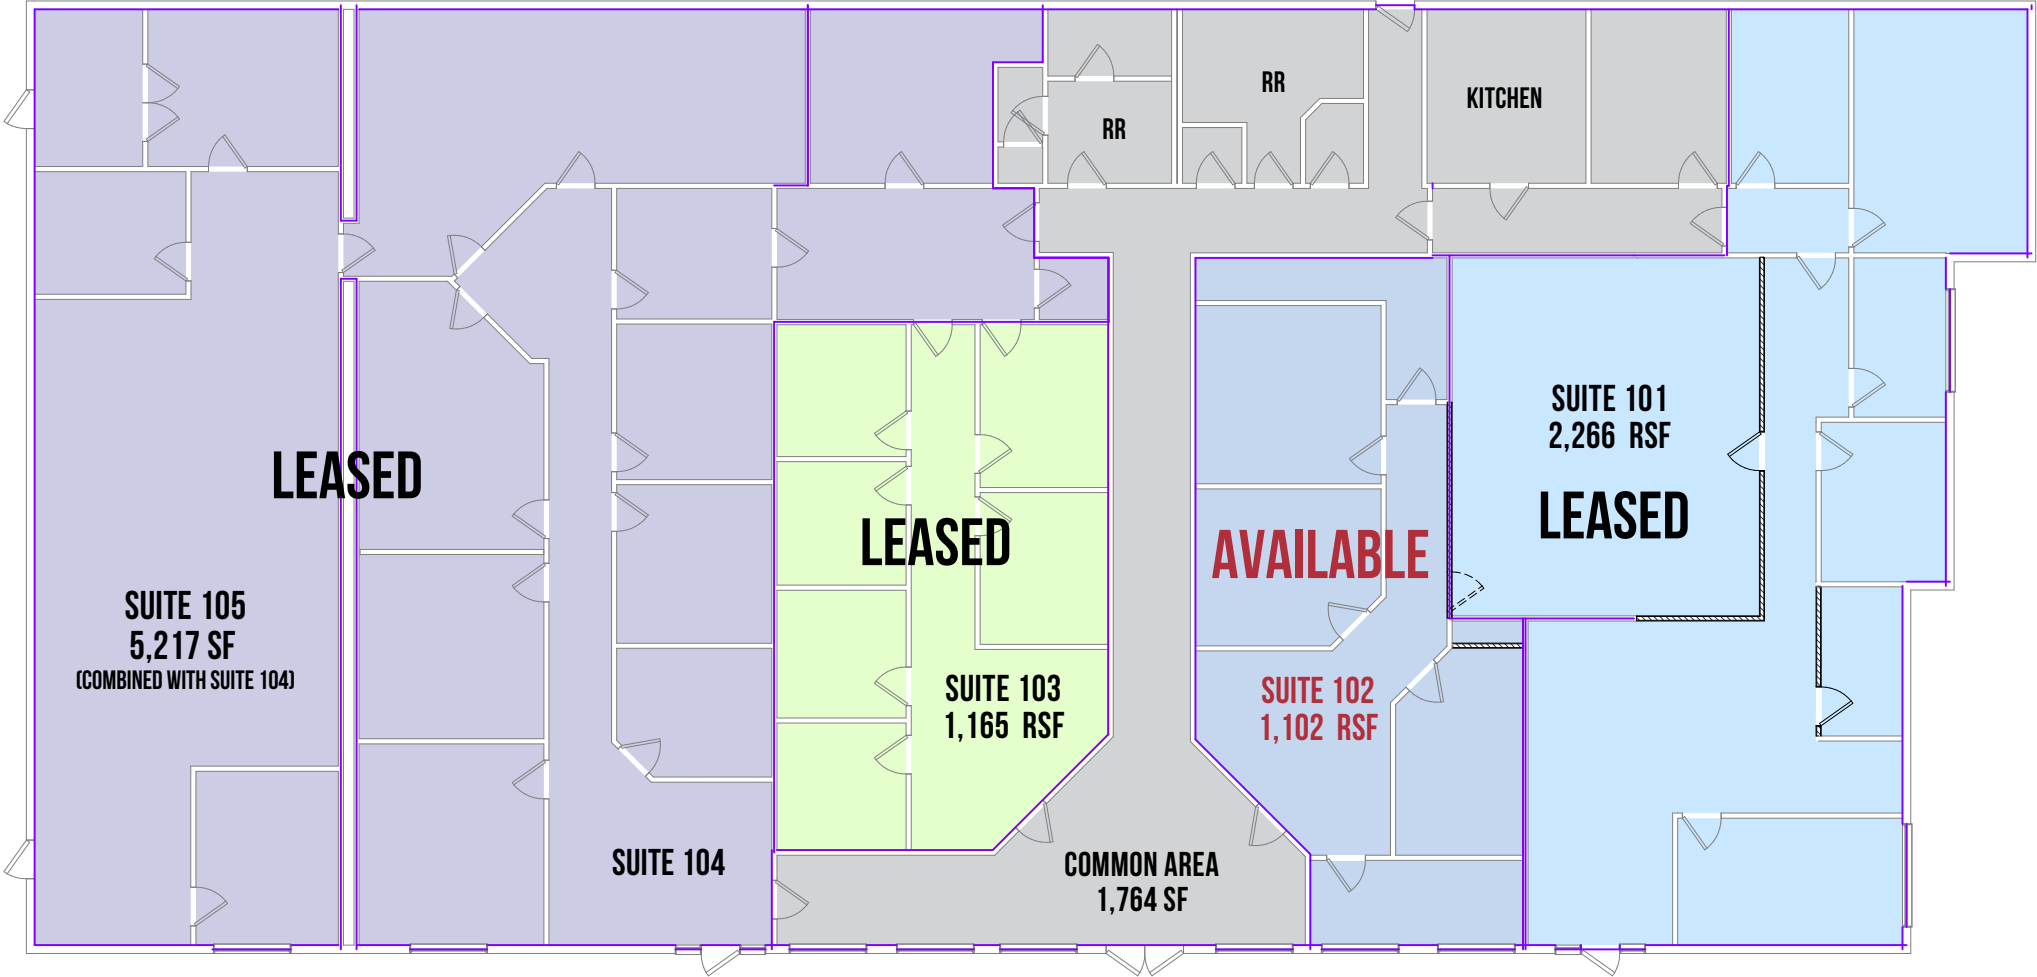 RR
RR
KITCHEN
LEASED
SUITE 105
5,217 SF
(COMBINED WITH SUITE 104)
SUITE 104
LEASED
SUITE 103
1,165 RSF
AVAILABLE
SUITE 102
1,102 RSF
SUITE 101
2,266 RSF
LEASED
COMMON AREA
1,764 SF